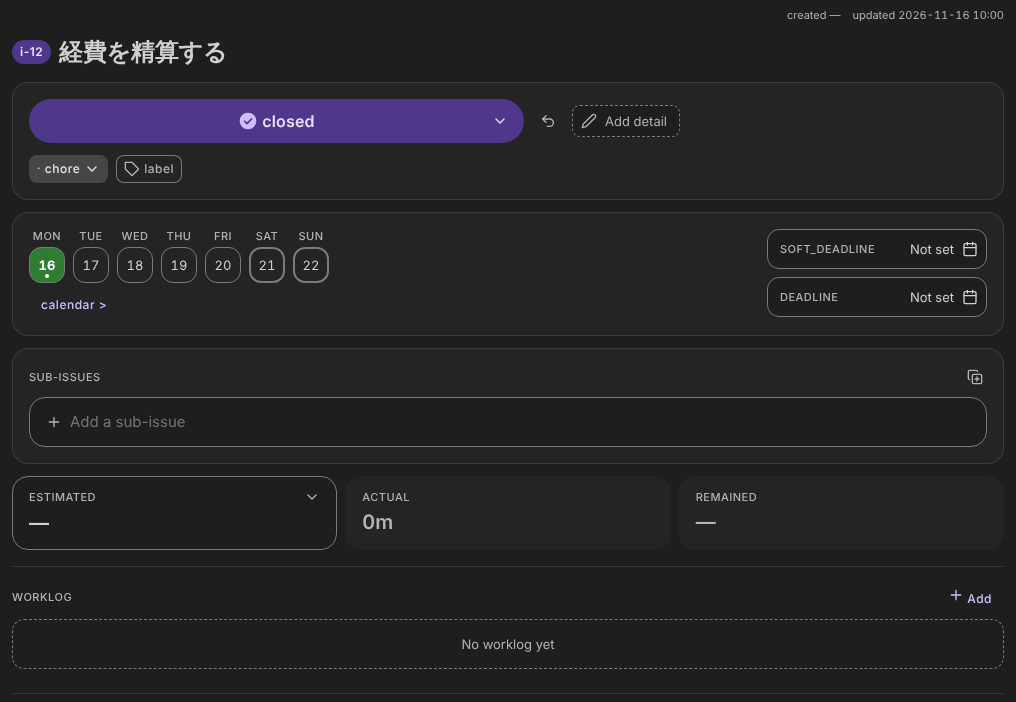 created — updated 2026-11-16 10:00
i-12 経費を精算する
closed
Add detail
· chore
label
MON TUE WED THU FRI SAT SUN
16 17 18 19 20 21 22
calendar >
SOFT_DEADLINE Not set
DEADLINE Not set
SUB-ISSUES
+ Add a sub-issue
ESTIMATED
—
ACTUAL
0m
REMAINED
—
WORKLOG
+ Add
No worklog yet